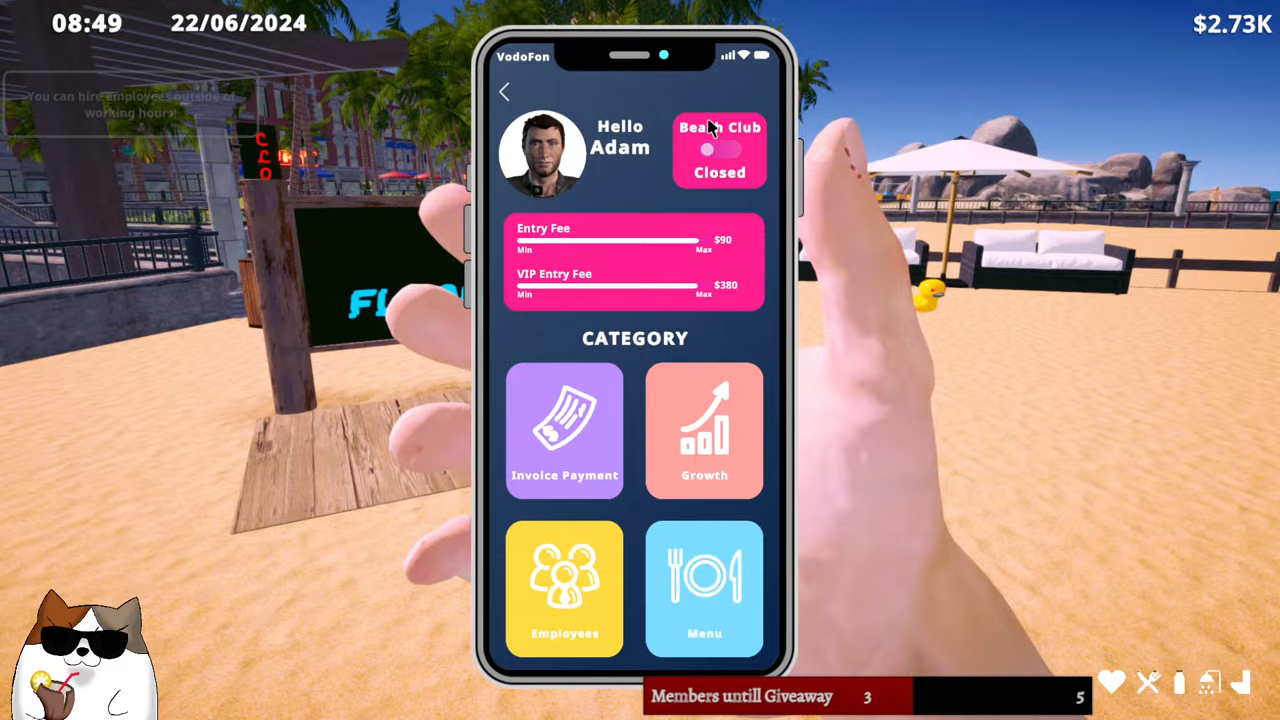 08:49
22/06/2024
$2.73K
You can hire employees outside of
working hours!
VodoFon
Hello
Adam
Beach Club
Closed
Entry Fee
$90
Min
Max
VIP Entry Fee
$380
Min
Max
CATEGORY
Invoice Payment
Growth
Employees
Menu
Members untill Giveaway 3
5